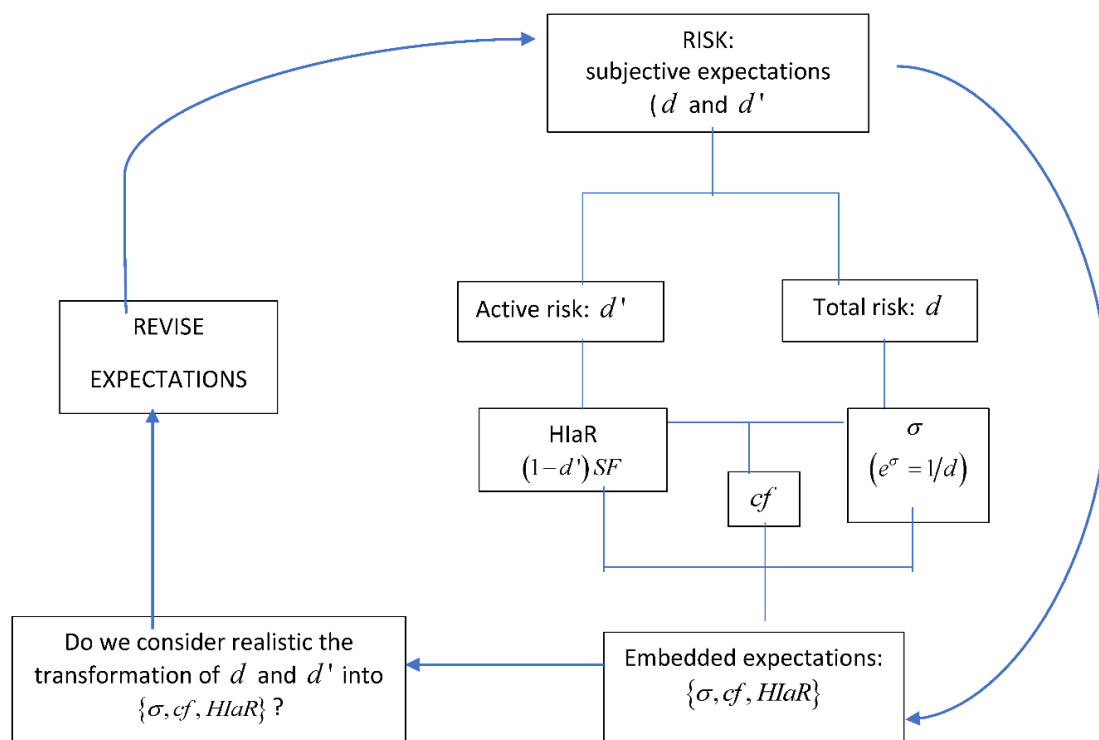 RISK:
subjective expectations
( d and d '
Active risk: d '
Total risk: d
REVISE
EXPECTATIONS
HIaR
(1−d')SF
σ
(e^σ = 1/d)
cf
Do we consider realistic the
transformation of d and d ' into
{σ, cf, HIaR} ?
Embedded expectations:
{σ, cf, HIaR}